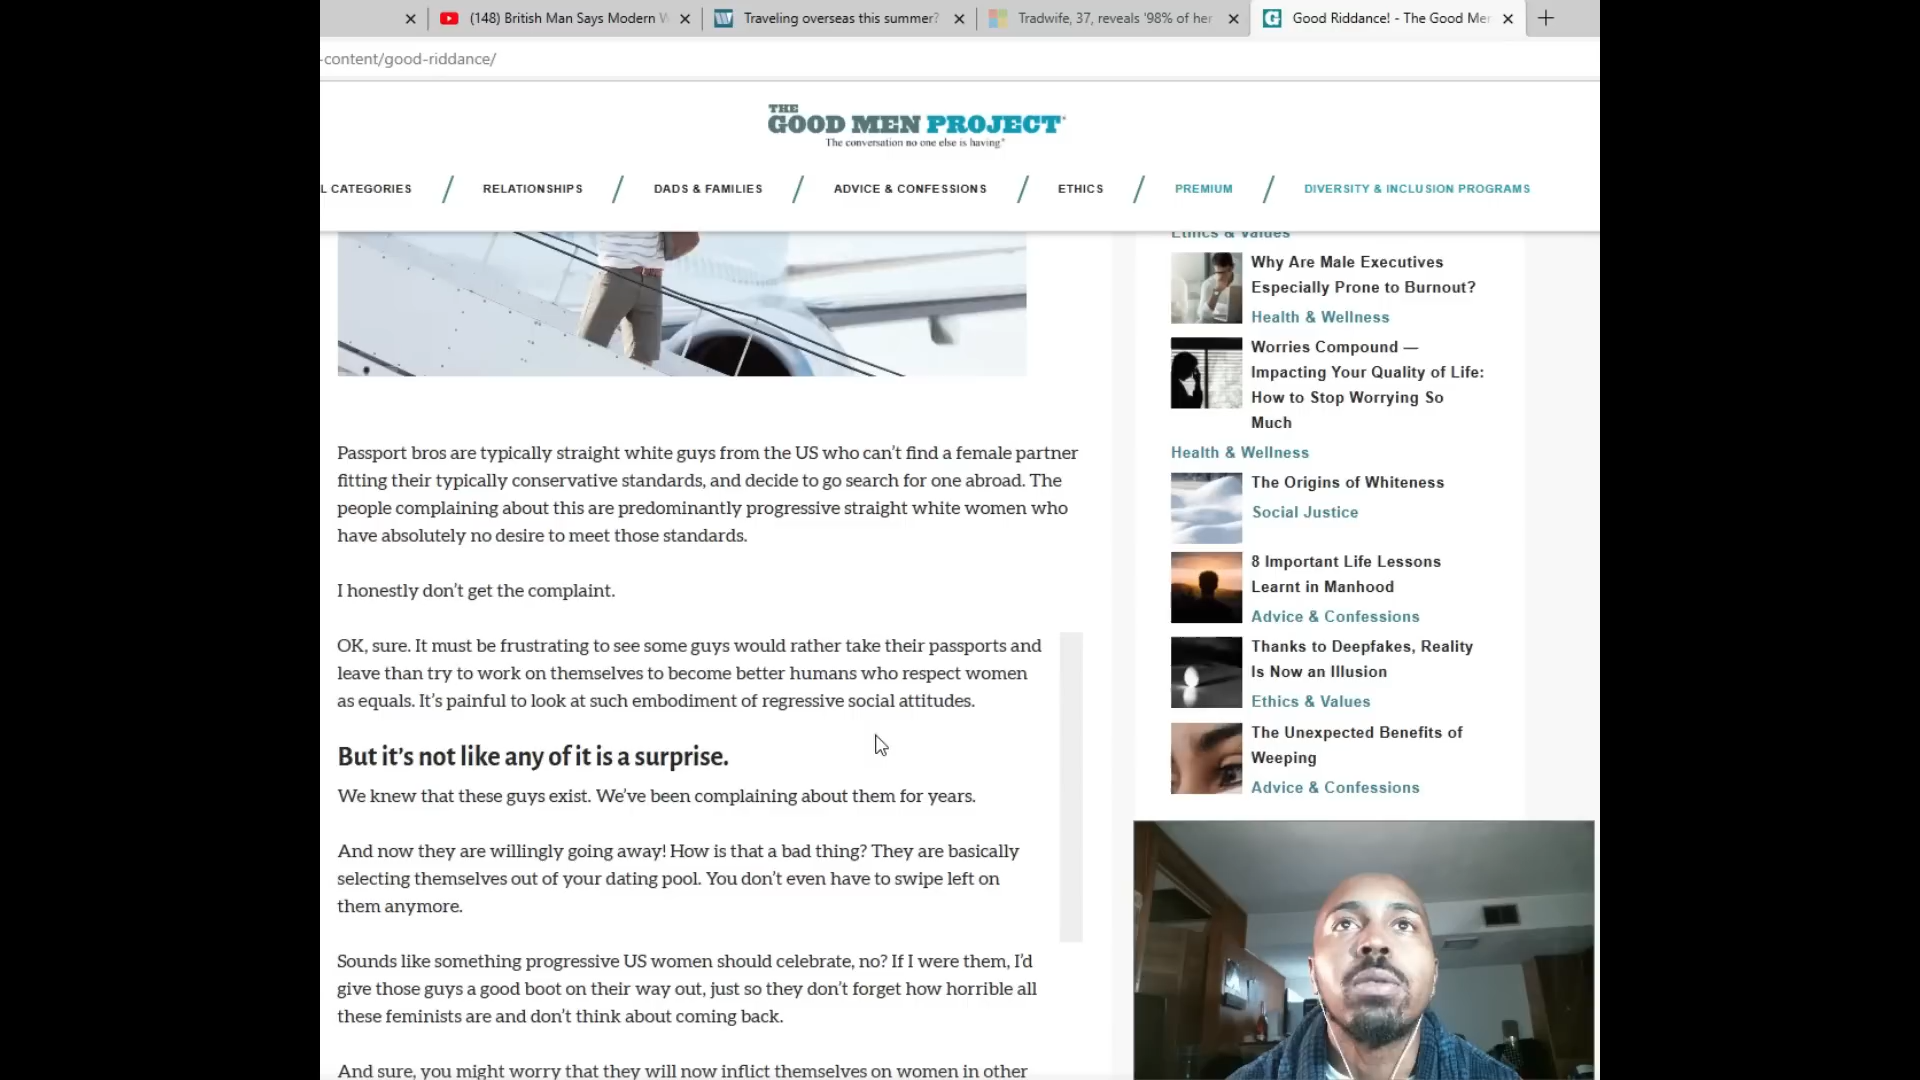 (148) British Man Says Modern W
Traveling overseas this summer?
Tradwife, 37, reveals '98% of her
Good Riddance! - The Good Mer
-content/good-riddance/
THE
GOOD MEN PROJECT
The conversation no one else is having®
L CATEGORIES
RELATIONSHIPS
DADS & FAMILIES
ADVICE & CONFESSIONS
ETHICS
PREMIUM
DIVERSITY & INCLUSION PROGRAMS
Passport bros are typically straight white guys from the US who can't find a female partner
fitting their typically conservative standards, and decide to go search for one abroad. The
people complaining about this are predominantly progressive straight white women who
have absolutely no desire to meet those standards.
I honestly don't get the complaint.
OK, sure. It must be frustrating to see some guys would rather take their passports and
leave than try to work on themselves to become better humans who respect women
as equals. It's painful to look at such embodiment of regressive social attitudes.
But it's not like any of it is a surprise.
We knew that these guys exist. We've been complaining about them for years.
And now they are willingly going away! How is that a bad thing? They are basically
selecting themselves out of your dating pool. You don't even have to swipe left on
them anymore.
Sounds like something progressive US women should celebrate, no? If I were them, I'd
give those guys a good boot on their way out, just so they don't forget how horrible all
these feminists are and don't think about coming back.
And sure, you might worry that they will now inflict themselves on women in other
Ethics & Values
Why Are Male Executives
Especially Prone to Burnout?
Health & Wellness
Worries Compound —
Impacting Your Quality of Life:
How to Stop Worrying So
Much
Health & Wellness
The Origins of Whiteness
Social Justice
8 Important Life Lessons
Learnt in Manhood
Advice & Confessions
Thanks to Deepfakes, Reality
Is Now an Illusion
Ethics & Values
The Unexpected Benefits of
Weeping
Advice & Confessions